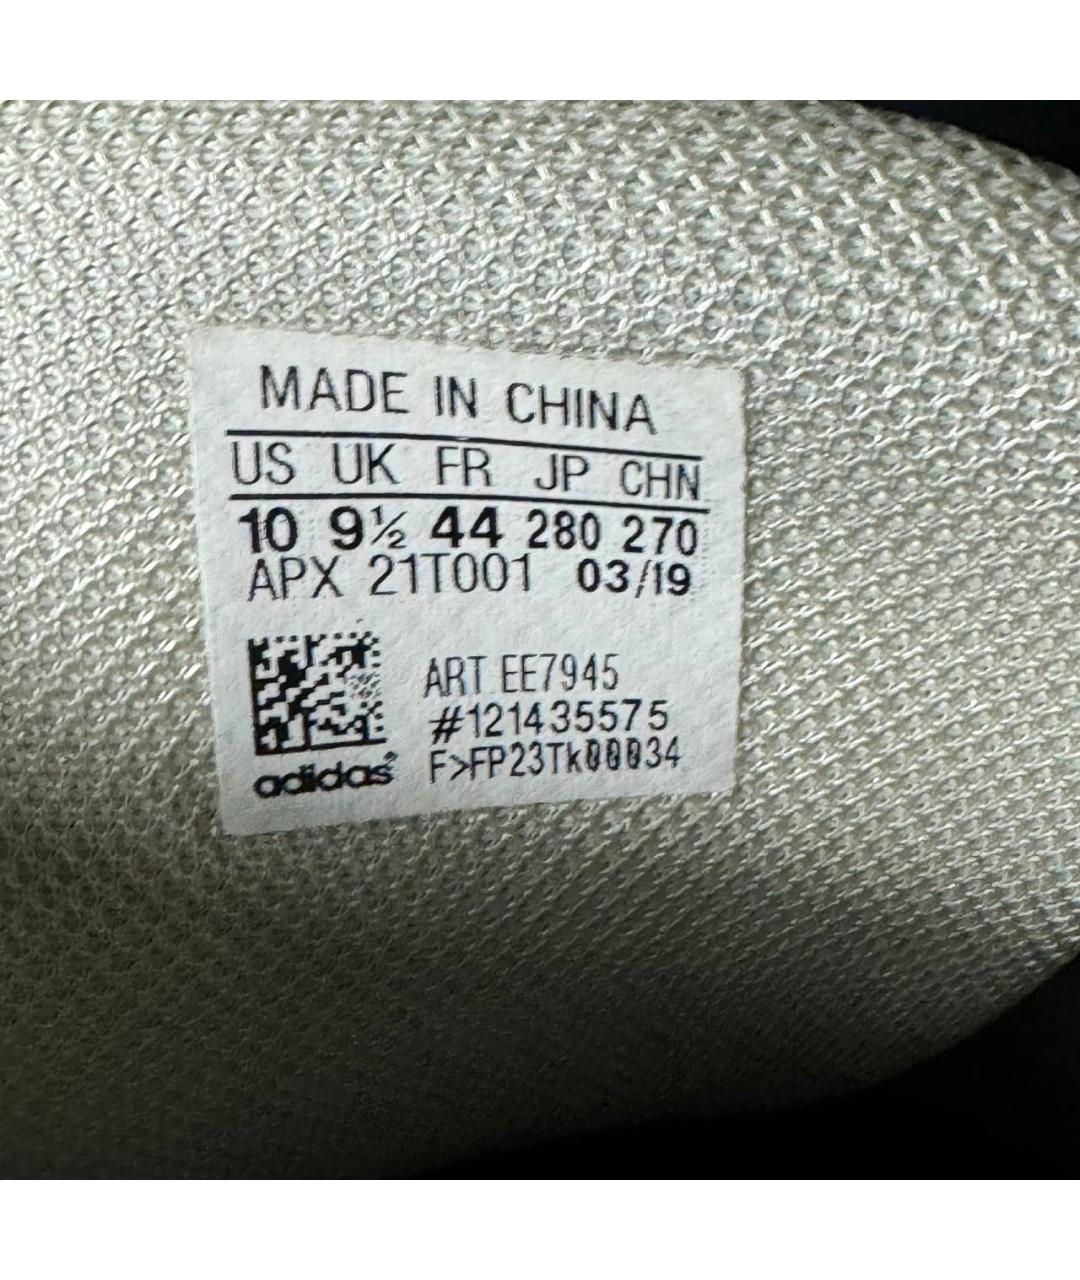 MADE IN CHINA
US UK FR JP CHN
10 9½ 44 280 270
APX 21T001 03/19
ART EE7945
#121435575
F>FP23Tk00034
adidas®